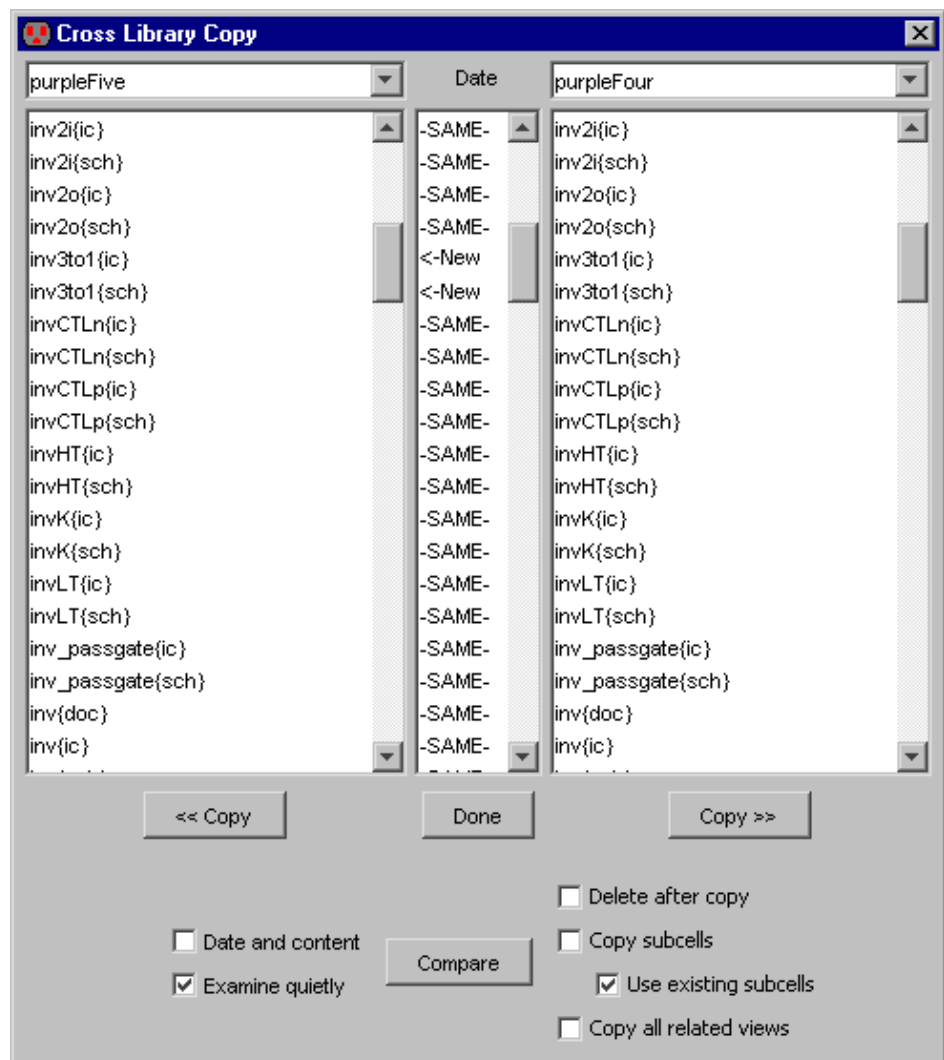 Cross Library Copy
purpleFive Date purpleFour
inv2i{ic} -SAME- inv2i{ic}
inv2i{sch} -SAME- inv2i{sch}
inv2o{ic} -SAME- inv2o{ic}
inv2o{sch} -SAME- inv2o{sch}
inv3to1{ic} <-New inv3to1{ic}
inv3to1{sch} <-New inv3to1{sch}
invCTLn{ic} -SAME- invCTLn{ic}
invCTLn{sch} -SAME- invCTLn{sch}
invCTLp{ic} -SAME- invCTLp{ic}
invCTLp{sch} -SAME- invCTLp{sch}
invHT{ic} -SAME- invHT{ic}
invHT{sch} -SAME- invHT{sch}
invK{ic} -SAME- invK{ic}
invK{sch} -SAME- invK{sch}
invLT{ic} -SAME- invLT{ic}
invLT{sch} -SAME- invLT{sch}
inv_passgate{ic} -SAME- inv_passgate{ic}
inv_passgate{sch} -SAME- inv_passgate{sch}
inv{doc} -SAME- inv{doc}
inv{ic} -SAME- inv{ic}
<< Copy Done Copy >>
Delete after copy
Date and content Copy subcells
Compare
Examine quietly Use existing subcells
Copy all related views